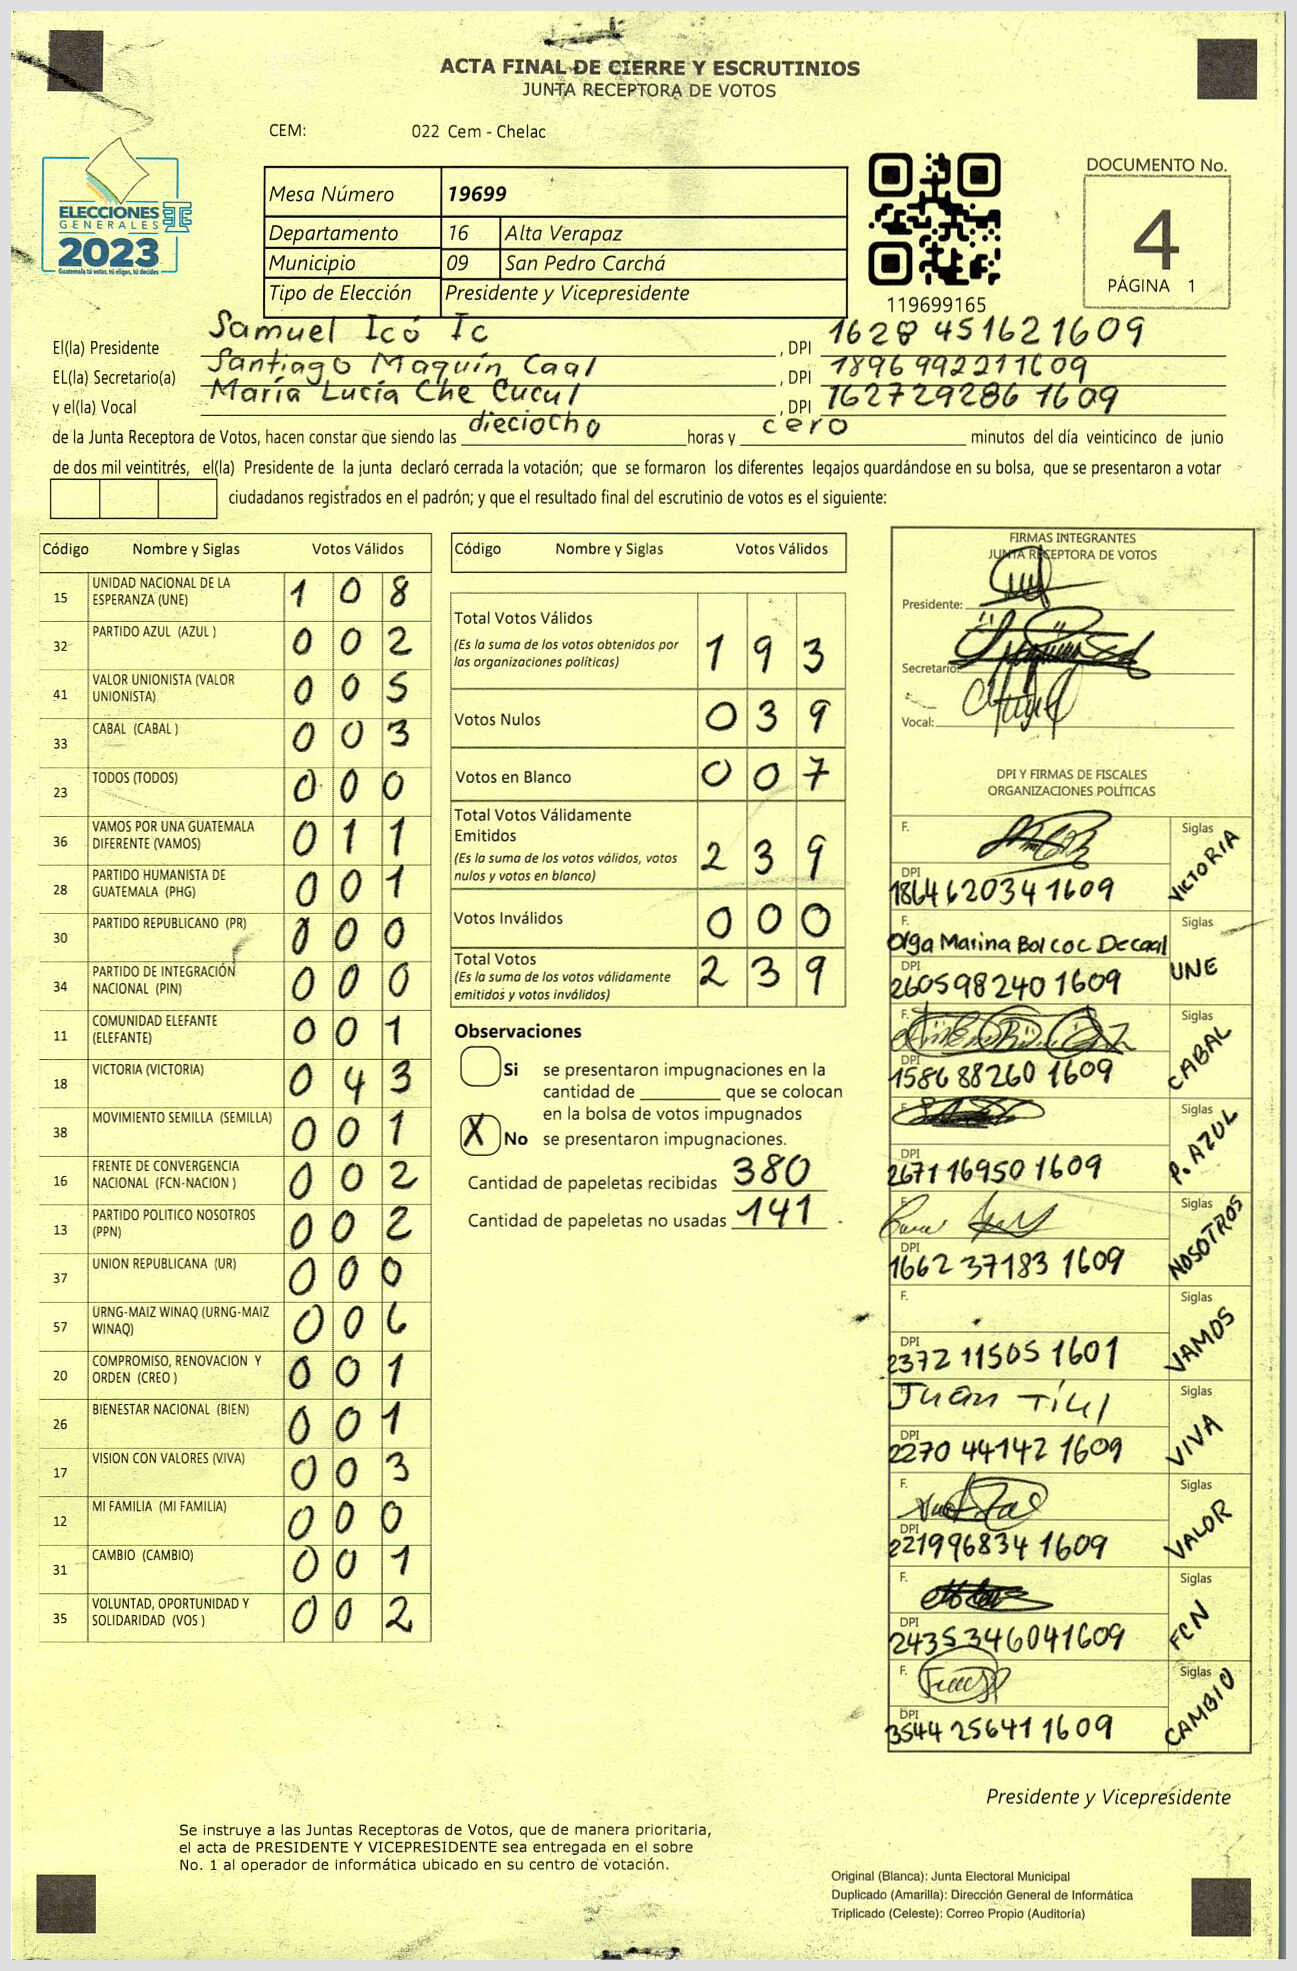 ACTA FINAL DE CIERRE Y ESCRUTINIOS
JUNTA RECEPTORA DE VOTOS
CEM: 022 Cem - Chelac
ELECCIONES
GENERALES
2023
Guatemala tú votas, tú eliges, tú decides
Mesa Número 19699
Departamento 16 Alta Verapaz
Municipio 09 San Pedro Carchá
Tipo de Elección Presidente y Vicepresidente
119699165
DOCUMENTO No.
4
PÁGINA 1
El(la) Presidente Samuel Icó Ic , DPI 1628 45162 1609
EL(la) Secretario(a) Santiago Maquín Caal , DPI 1896 99221 1609
y el(la) Vocal María Lucía Che Cucul , DPI 1627 29286 1609
de la Junta Receptora de Votos, hacen constar que siendo las dieciocho horas y cero minutos del día veinticinco de junio
de dos mil veintitrés, el(la) Presidente de la junta declaró cerrada la votación; que se formaron los diferentes legajos guardándose en su bolsa, que se presentaron a votar
ciudadanos registrados en el padrón; y que el resultado final del escrutinio de votos es el siguiente:
Código Nombre y Siglas Votos Válidos
15 UNIDAD NACIONAL DE LA ESPERANZA (UNE) 1 0 8
32 PARTIDO AZUL (AZUL ) 0 0 2
41 VALOR UNIONISTA (VALOR UNIONISTA) 0 0 5
33 CABAL (CABAL ) 0 0 3
23 TODOS (TODOS) 0 0 0
36 VAMOS POR UNA GUATEMALA DIFERENTE (VAMOS) 0 1 1
28 PARTIDO HUMANISTA DE GUATEMALA (PHG) 0 0 1
30 PARTIDO REPUBLICANO (PR) 0 0 0
34 PARTIDO DE INTEGRACIÓN NACIONAL (PIN) 0 0 0
11 COMUNIDAD ELEFANTE (ELEFANTE) 0 0 1
18 VICTORIA (VICTORIA) 0 4 3
38 MOVIMIENTO SEMILLA (SEMILLA) 0 0 1
16 FRENTE DE CONVERGENCIA NACIONAL (FCN-NACION ) 0 0 2
13 PARTIDO POLITICO NOSOTROS (PPN) 0 0 2
37 UNION REPUBLICANA (UR) 0 0 0
57 URNG-MAIZ WINAQ (URNG-MAIZ WINAQ) 0 0 6
20 COMPROMISO, RENOVACION Y ORDEN (CREO ) 0 0 1
26 BIENESTAR NACIONAL (BIEN) 0 0 1
17 VISION CON VALORES (VIVA) 0 0 3
12 MI FAMILIA (MI FAMILIA) 0 0 0
31 CAMBIO (CAMBIO) 0 0 1
35 VOLUNTAD, OPORTUNIDAD Y SOLIDARIDAD (VOS ) 0 0 2
Código Nombre y Siglas Votos Válidos
Total Votos Válidos
(Es la suma de los votos obtenidos por las organizaciones políticas) 1 9 3
Votos Nulos 0 3 9
Votos en Blanco 0 0 7
Total Votos Válidamente Emitidos
(Es la suma de los votos válidos, votos nulos y votos en blanco) 2 3 9
Votos Inválidos 0 0 0
Total Votos
(Es la suma de los votos válidamente emitidos y votos inválidos) 2 3 9
Observaciones
Si se presentaron impugnaciones en la
cantidad de ________ que se colocan
en la bolsa de votos impugnados
X No se presentaron impugnaciones.
Cantidad de papeletas recibidas 380
Cantidad de papeletas no usadas 141
FIRMAS INTEGRANTES
JUNTA RECEPTORA DE VOTOS
Presidente:
Secretario:
Vocal:
DPI Y FIRMAS DE FISCALES
ORGANIZACIONES POLÍTICAS
F. Siglas VICTORIA
DPI 1864 62034 1609
F. Olga Marina Bol coc De caal Siglas UNE
DPI 2605 98240 1609
F. Siglas CABAL
DPI 1586 88260 1609
F. Siglas P. AZUL
DPI 2671 16950 1609
F. Siglas NOSOTROS
DPI 1662 37183 1609
F. Siglas VAMOS
DPI 2372 11505 1601
F. Juan Tiul Siglas VIVA
DPI 2270 44142 1609
F. Siglas VALOR
DPI 2219 96834 1609
F. Siglas FCN
DPI 2435 34604 1609
F. Siglas CAMBIO
DPI 3544 25641 1609
Presidente y Vicepresidente
Se instruye a las Juntas Receptoras de Votos, que de manera prioritaria,
el acta de PRESIDENTE Y VICEPRESIDENTE sea entregada en el sobre
No. 1 al operador de informática ubicado en su centro de votación.
Original (Blanca): Junta Electoral Municipal
Duplicado (Amarilla): Dirección General de Informática
Triplicado (Celeste): Correo Propio (Auditoría)